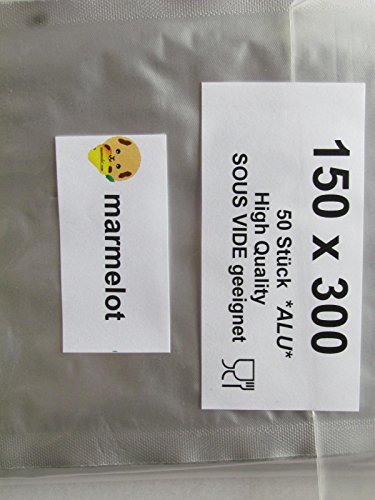 150 x 300
50 Stück *ALU*
High Quality
SOUS VIDE geeignet
marmelot